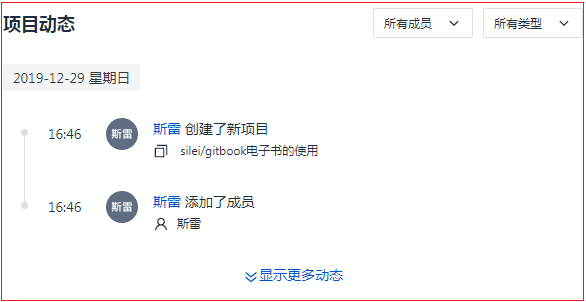 项目动态 所有成员 所有类型
2019-12-29 星期日
16:46 斯雷 斯雷 创建了新项目
silei/gitbook电子书的使用
16:46 斯雷 斯雷 添加了成员
斯雷
显示更多动态